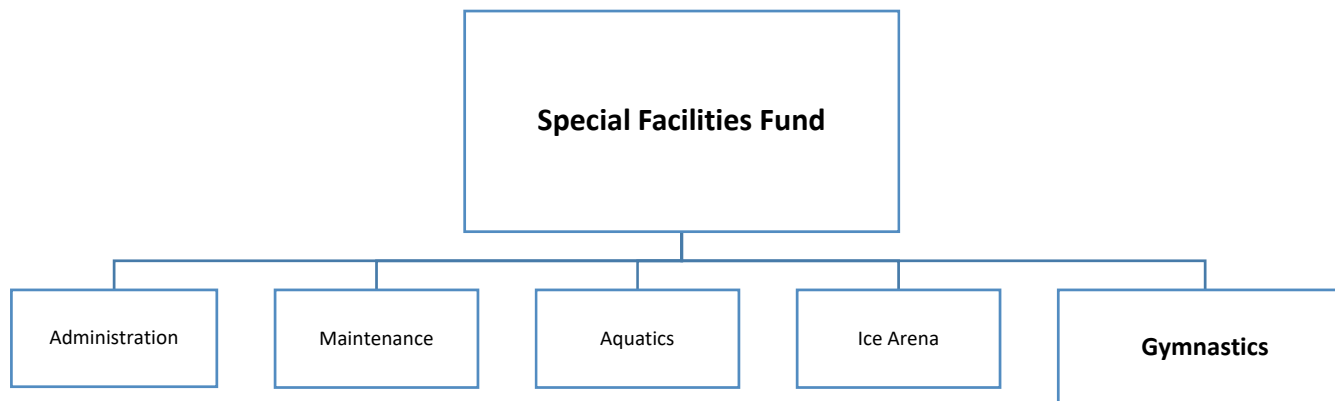 Special Facilities Fund
Administration
Maintenance
Aquatics
Ice Arena
Gymnastics